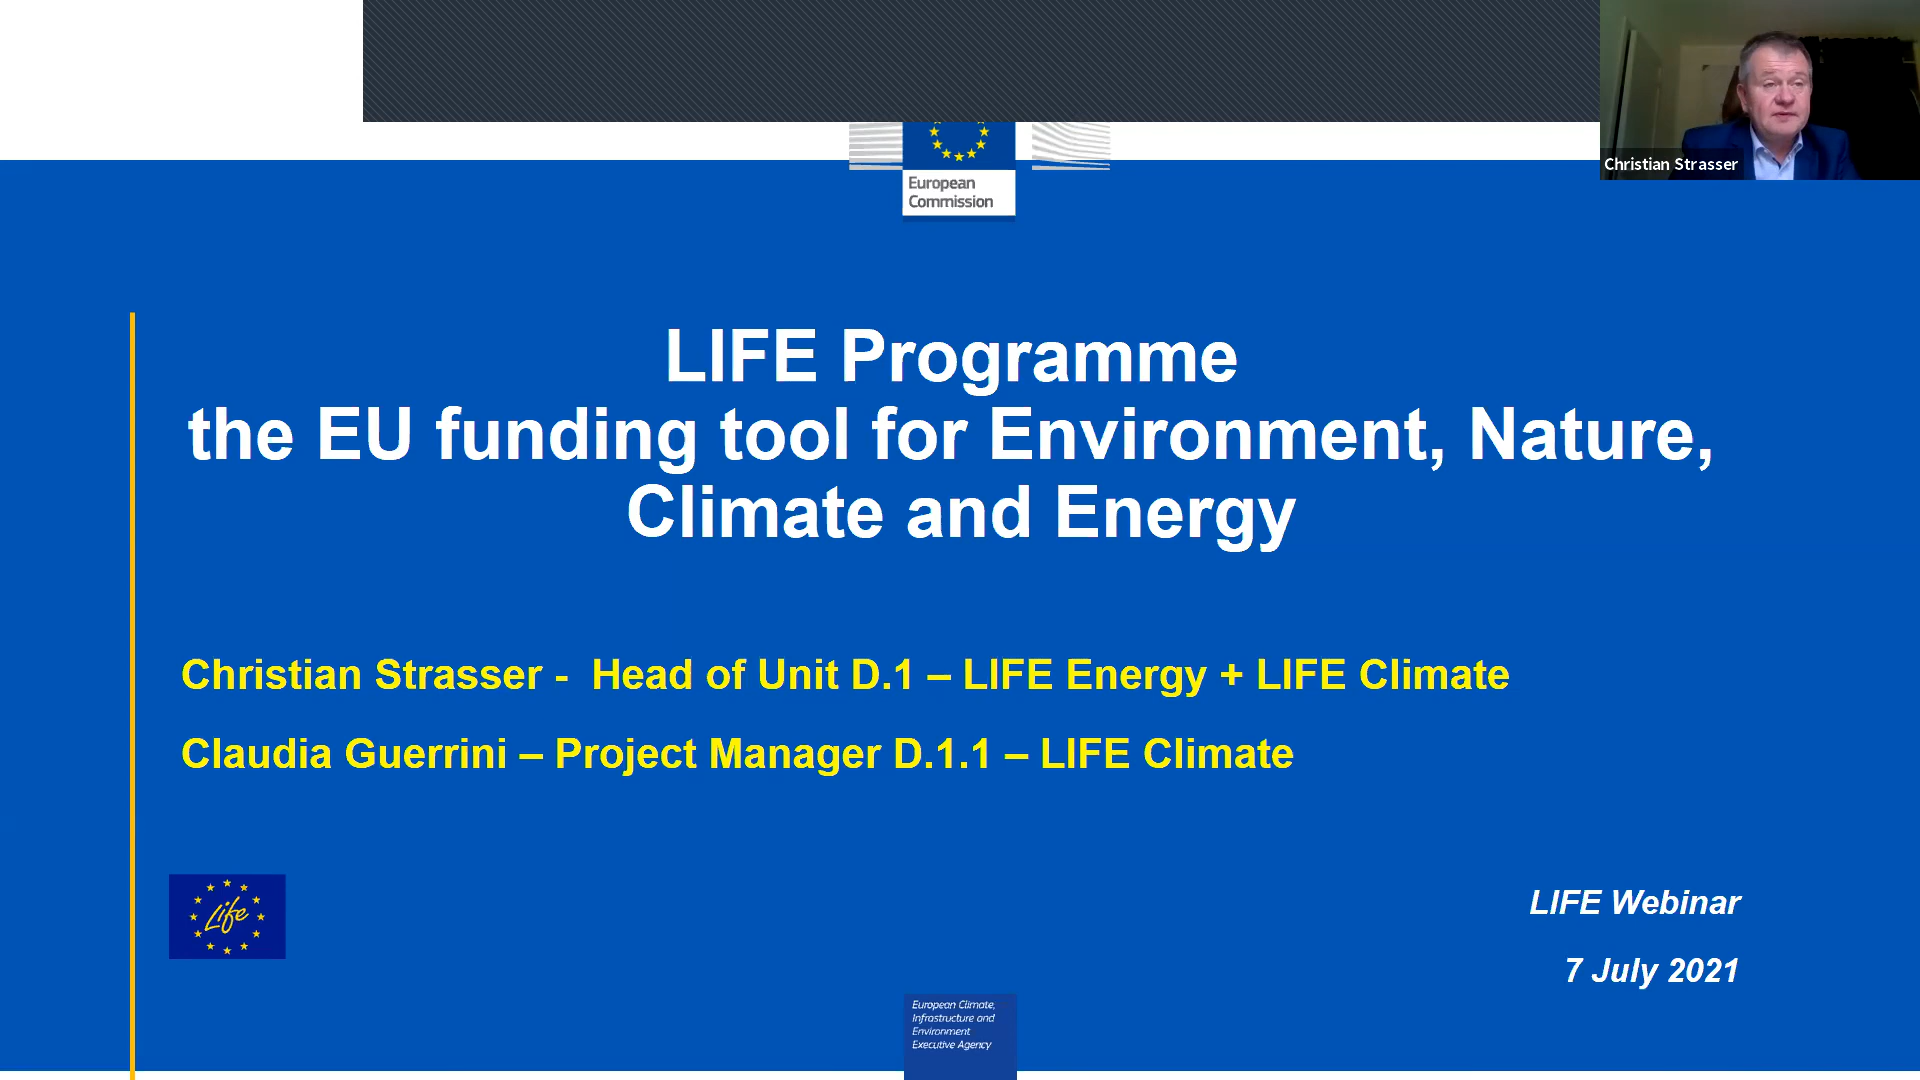 Christian Strasser
European
Commission
LIFE Programme
the EU funding tool for Environment, Nature,
Climate and Energy
Christian Strasser - Head of Unit D.1 – LIFE Energy + LIFE Climate
Claudia Guerrini – Project Manager D.1.1 – LIFE Climate
Life
LIFE Webinar
7 July 2021
European Climate,
Infrastructure and
Environment
Executive Agency